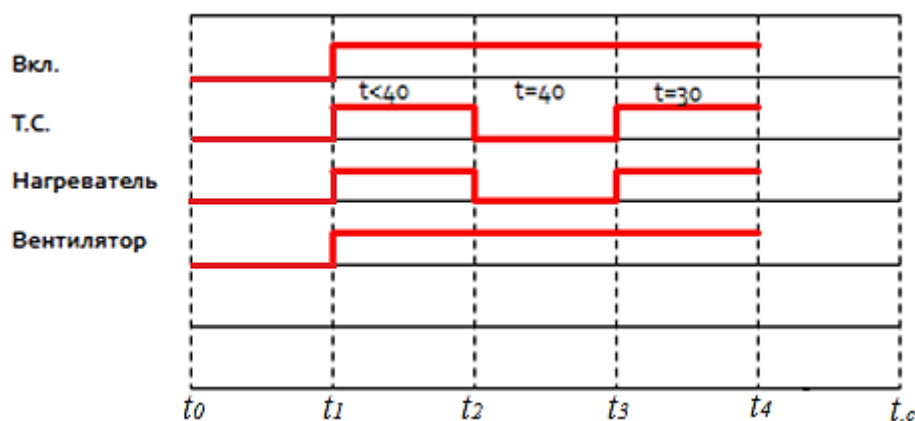 Вкл.
t<40 t=40 t=30
Т.С.
Нагреватель
Вентилятор
t0 t1 t2 t3 t4